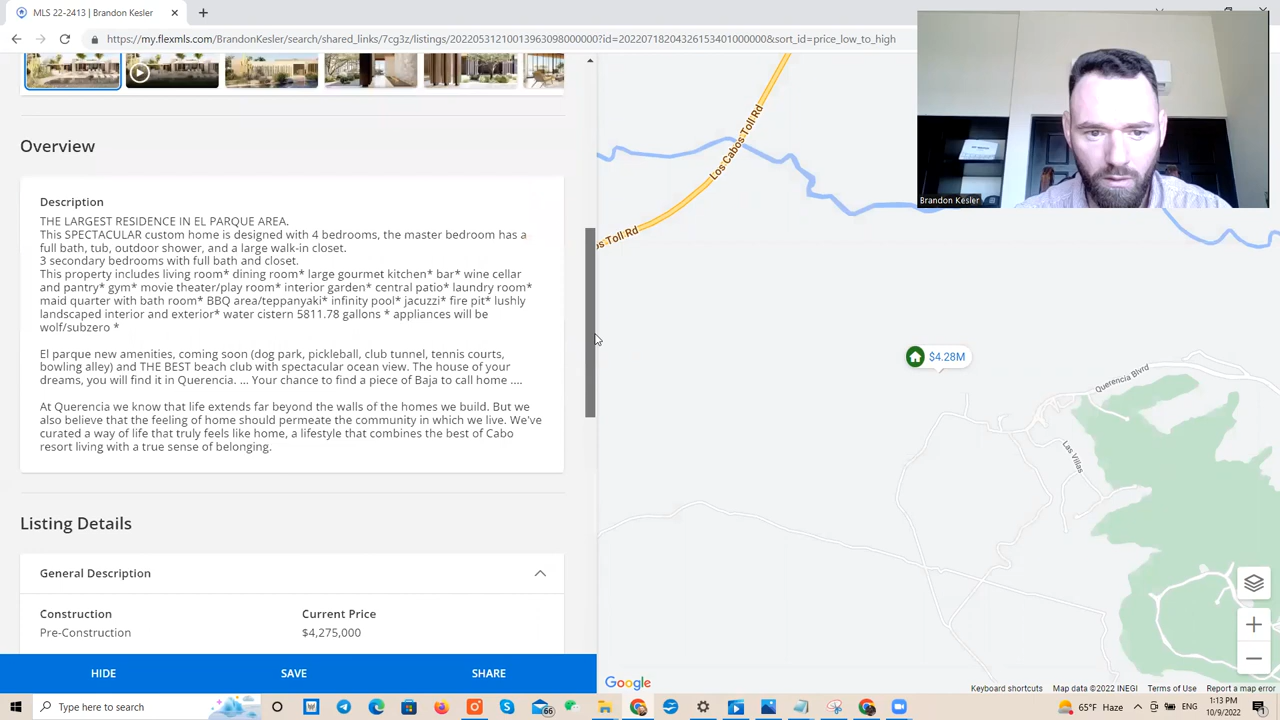 MLS 22-2413 | Brandon Kesler
https://my.flexmls.com/BrandonKesler/search/shared_links/7cg3z/listings/20220531210013963098000000?id=20220718204326153401000000&sort_id=price_low_to_high
Brandon Kesler
Overview
Description
THE LARGEST RESIDENCE IN EL PARQUE AREA.
This SPECTACULAR custom home is designed with 4 bedrooms, the master bedroom has a
full bath, tub, outdoor shower, and a large walk-in closet.
3 secondary bedrooms with full bath and closet.
This property includes living room* dining room* large gourmet kitchen* bar* wine cellar
and pantry* gym* movie theater/play room* interior garden* central patio* laundry room*
maid quarter with bath room* BBQ area/teppanyaki* infinity pool* jacuzzi* fire pit* lushly
landscaped interior and exterior* water cistern 5811.78 gallons * appliances will be
wolf/subzero *
El parque new amenities, coming soon (dog park, pickleball, club tunnel, tennis courts,
bowling alley) and THE BEST beach club with spectacular ocean view. The house of your
dreams, you will find it in Querencia. ... Your chance to find a piece of Baja to call home ....
At Querencia we know that life extends far beyond the walls of the homes we build. But we
also believe that the feeling of home should permeate the community in which we live. We've
curated a way of life that truly feels like home, a lifestyle that combines the best of Cabo
resort living with a true sense of belonging.
Listing Details
General Description
Construction
Current Price
Pre-Construction
$4,275,000
HIDE
SAVE
SHARE
Los Cabos Toll Rd
os Toll Rd
$4.28M
Querencia Blvrd
Las Villas
Google
Keyboard shortcuts
Map data ©2022 INEGI
Terms of Use
Report a map error
Type here to search
66
65°F Haze
ENG
1:13 PM
10/9/2022